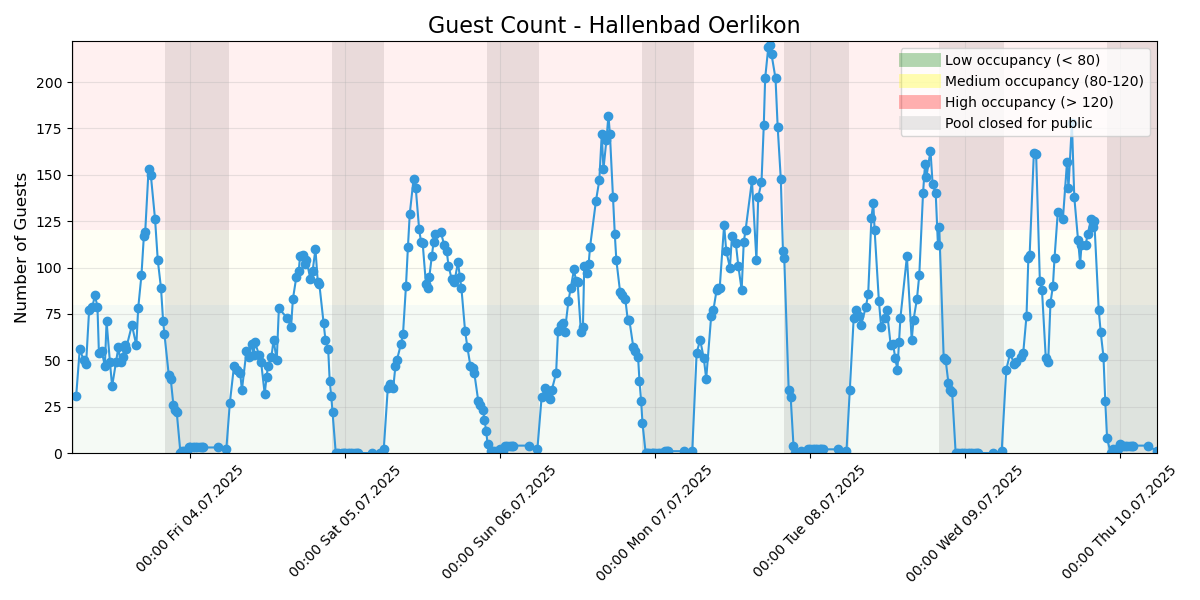 Guest Count - Hallenbad Oerlikon
Number of Guests
200
175
150
125
100
75
50
25
0
Low occupancy (< 80)
Medium occupancy (80-120)
High occupancy (> 120)
Pool closed for public
00:00 Fri 04.07.2025
00:00 Sat 05.07.2025
00:00 Sun 06.07.2025
00:00 Mon 07.07.2025
00:00 Tue 08.07.2025
00:00 Wed 09.07.2025
00:00 Thu 10.07.2025